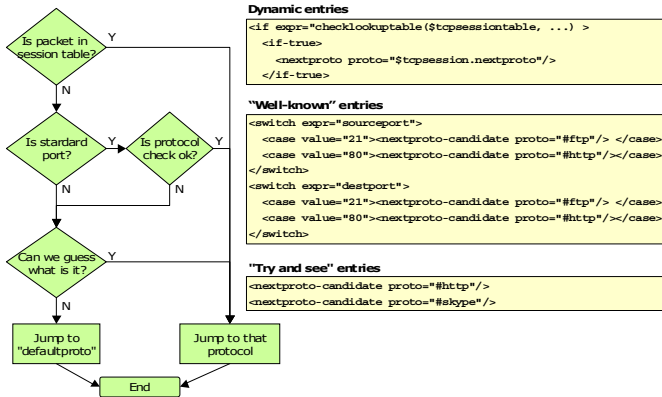 Is packet in
session table?
Y
N
Is stardard
port?
Y
Is protocol
check ok?
Y
N
N
Can we guess
what is it?
Y
N
Jump to
"defaultproto"
Jump to that
protocol
End
Dynamic entries
<if expr="checklookuptable($tcpsessiontable, ...) >
<if-true>
<nextproto proto="$tcpsession.nextproto"/>
</if-true>
“Well-known” entries
<switch expr="sourceport">
<case value="21"><nextproto-candidate proto="#ftp"/> </case>
<case value="80"><nextproto-candidate proto="#http"/></case>
</switch>
<switch expr="destport">
<case value="21"><nextproto-candidate proto="#ftp"/> </case>
<case value="80"><nextproto-candidate proto="#http"/></case>
</switch>
"Try and see" entries
<nextproto-candidate proto="#http"/>
<nextproto-candidate proto="#skype"/>